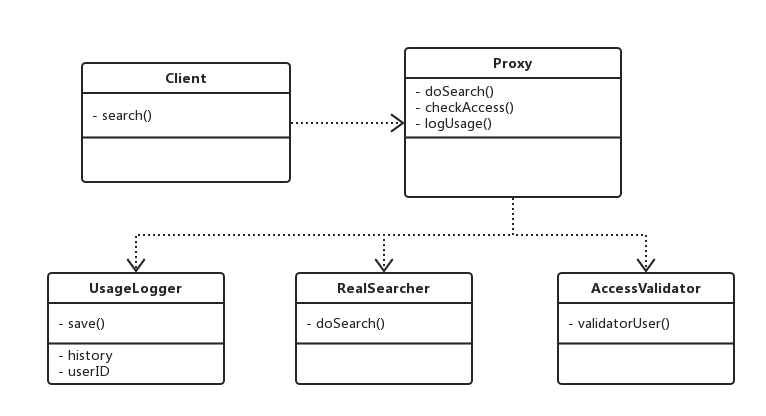 Client
- search()
Proxy
- doSearch()
- checkAccess()
- logUsage()
UsageLogger
- save()
- history
- userID
RealSearcher
- doSearch()
AccessValidator
- validatorUser()